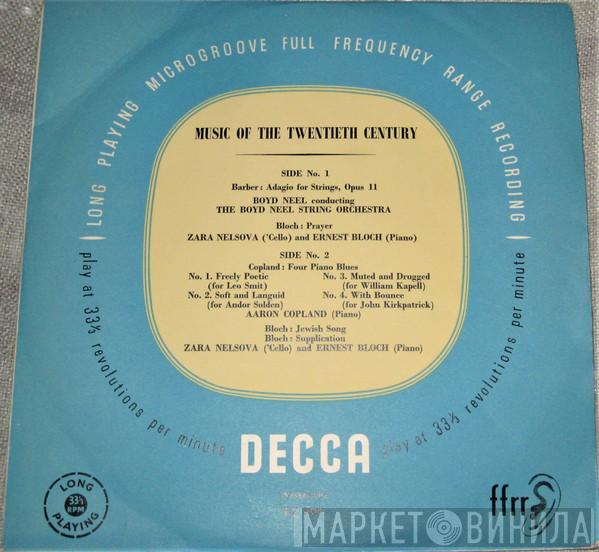 LONG PLAYING MICROGROOVE FULL FREQUENCY RANGE RECORDING
MUSIC OF THE TWENTIETH CENTURY
SIDE No. 1
Barber : Adagio for Strings, Opus 11
BOYD NEEL conducting
THE BOYD NEEL STRING ORCHESTRA
Bloch : Prayer
ZARA NELSOVA ('Cello) and ERNEST BLOCH (Piano)
SIDE No. 2
Copland : Four Piano Blues
No. 1. Freely Poetic No. 3. Muted and Drugged
(for Leo Smit) (for William Kapell)
No. 2. Soft and Languid No. 4. With Bounce
(for Andor Solden) (for John Kirkpatrick)
AARON COPLAND (Piano)
Bloch : Jewish Song
Bloch : Supplication
ZARA NELSOVA ('Cello) and ERNEST BLOCH (Piano)
play at 33⅓ revolutions per minute
play at 33⅓ revolutions per minute
DECCA
LONG
33⅓
RPM
PLAYING
ffrr
МАРКЕТ ВИНИЛА